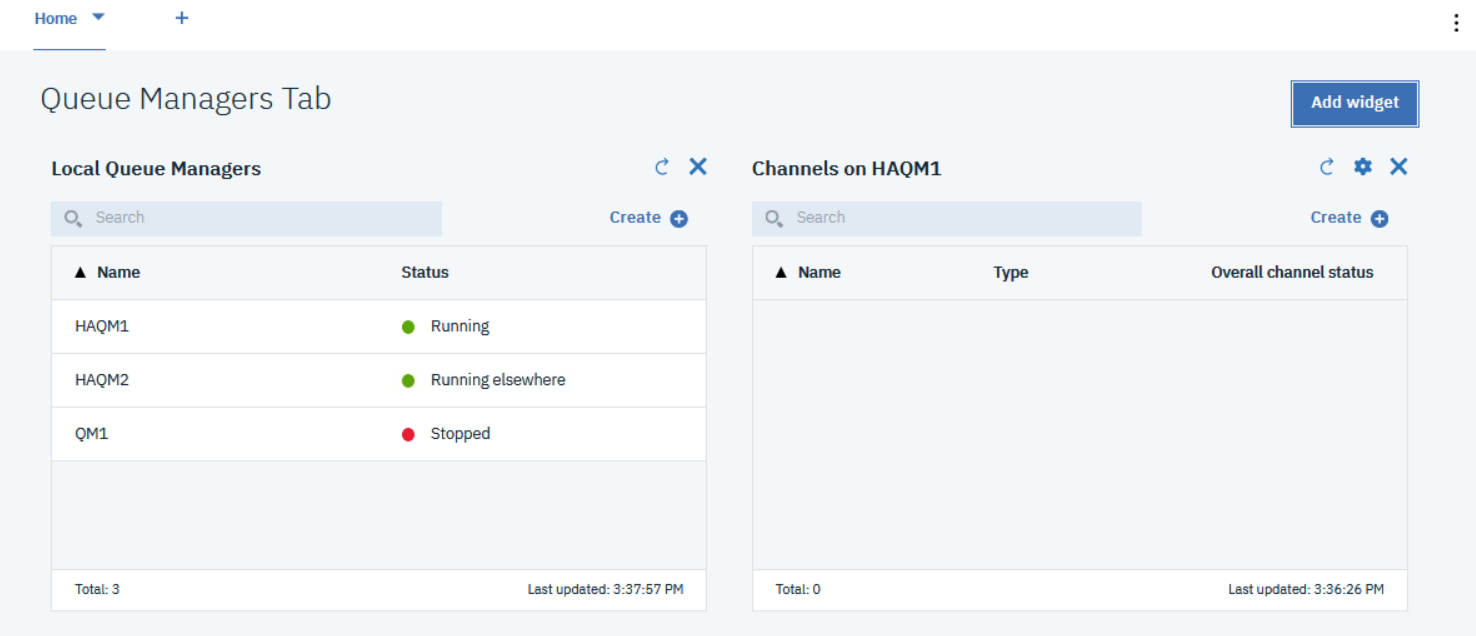 Home
Queue Managers Tab
Add widget
Local Queue Managers
Search
Create
Name Status
HAQM1 Running
HAQM2 Running elsewhere
QM1 Stopped
Total: 3 Last updated: 3:37:57 PM
Channels on HAQM1
Search
Create
Name Type Overall channel status
Total: 0 Last updated: 3:36:26 PM